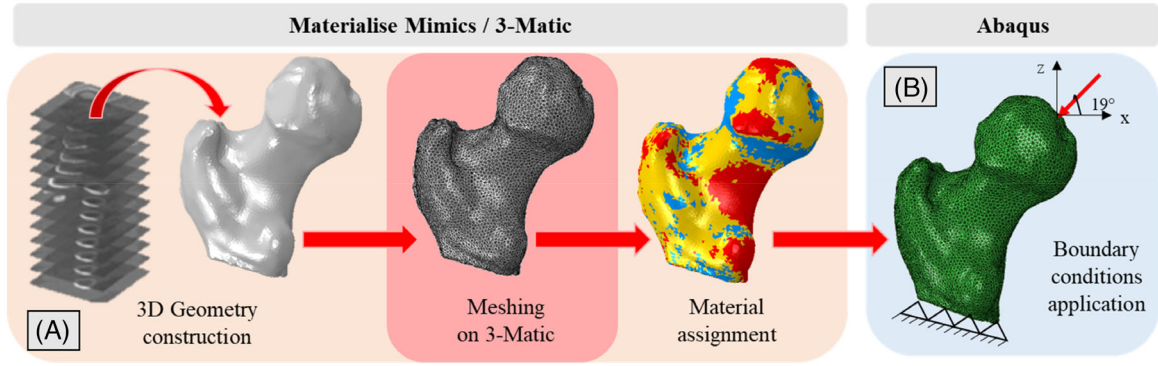 Materialise Mimics / 3-Matic
Abaqus
(A)
3D Geometry
construction
Meshing
on 3-Matic
Material
assignment
(B)
z
19°
x
Boundary
conditions
application